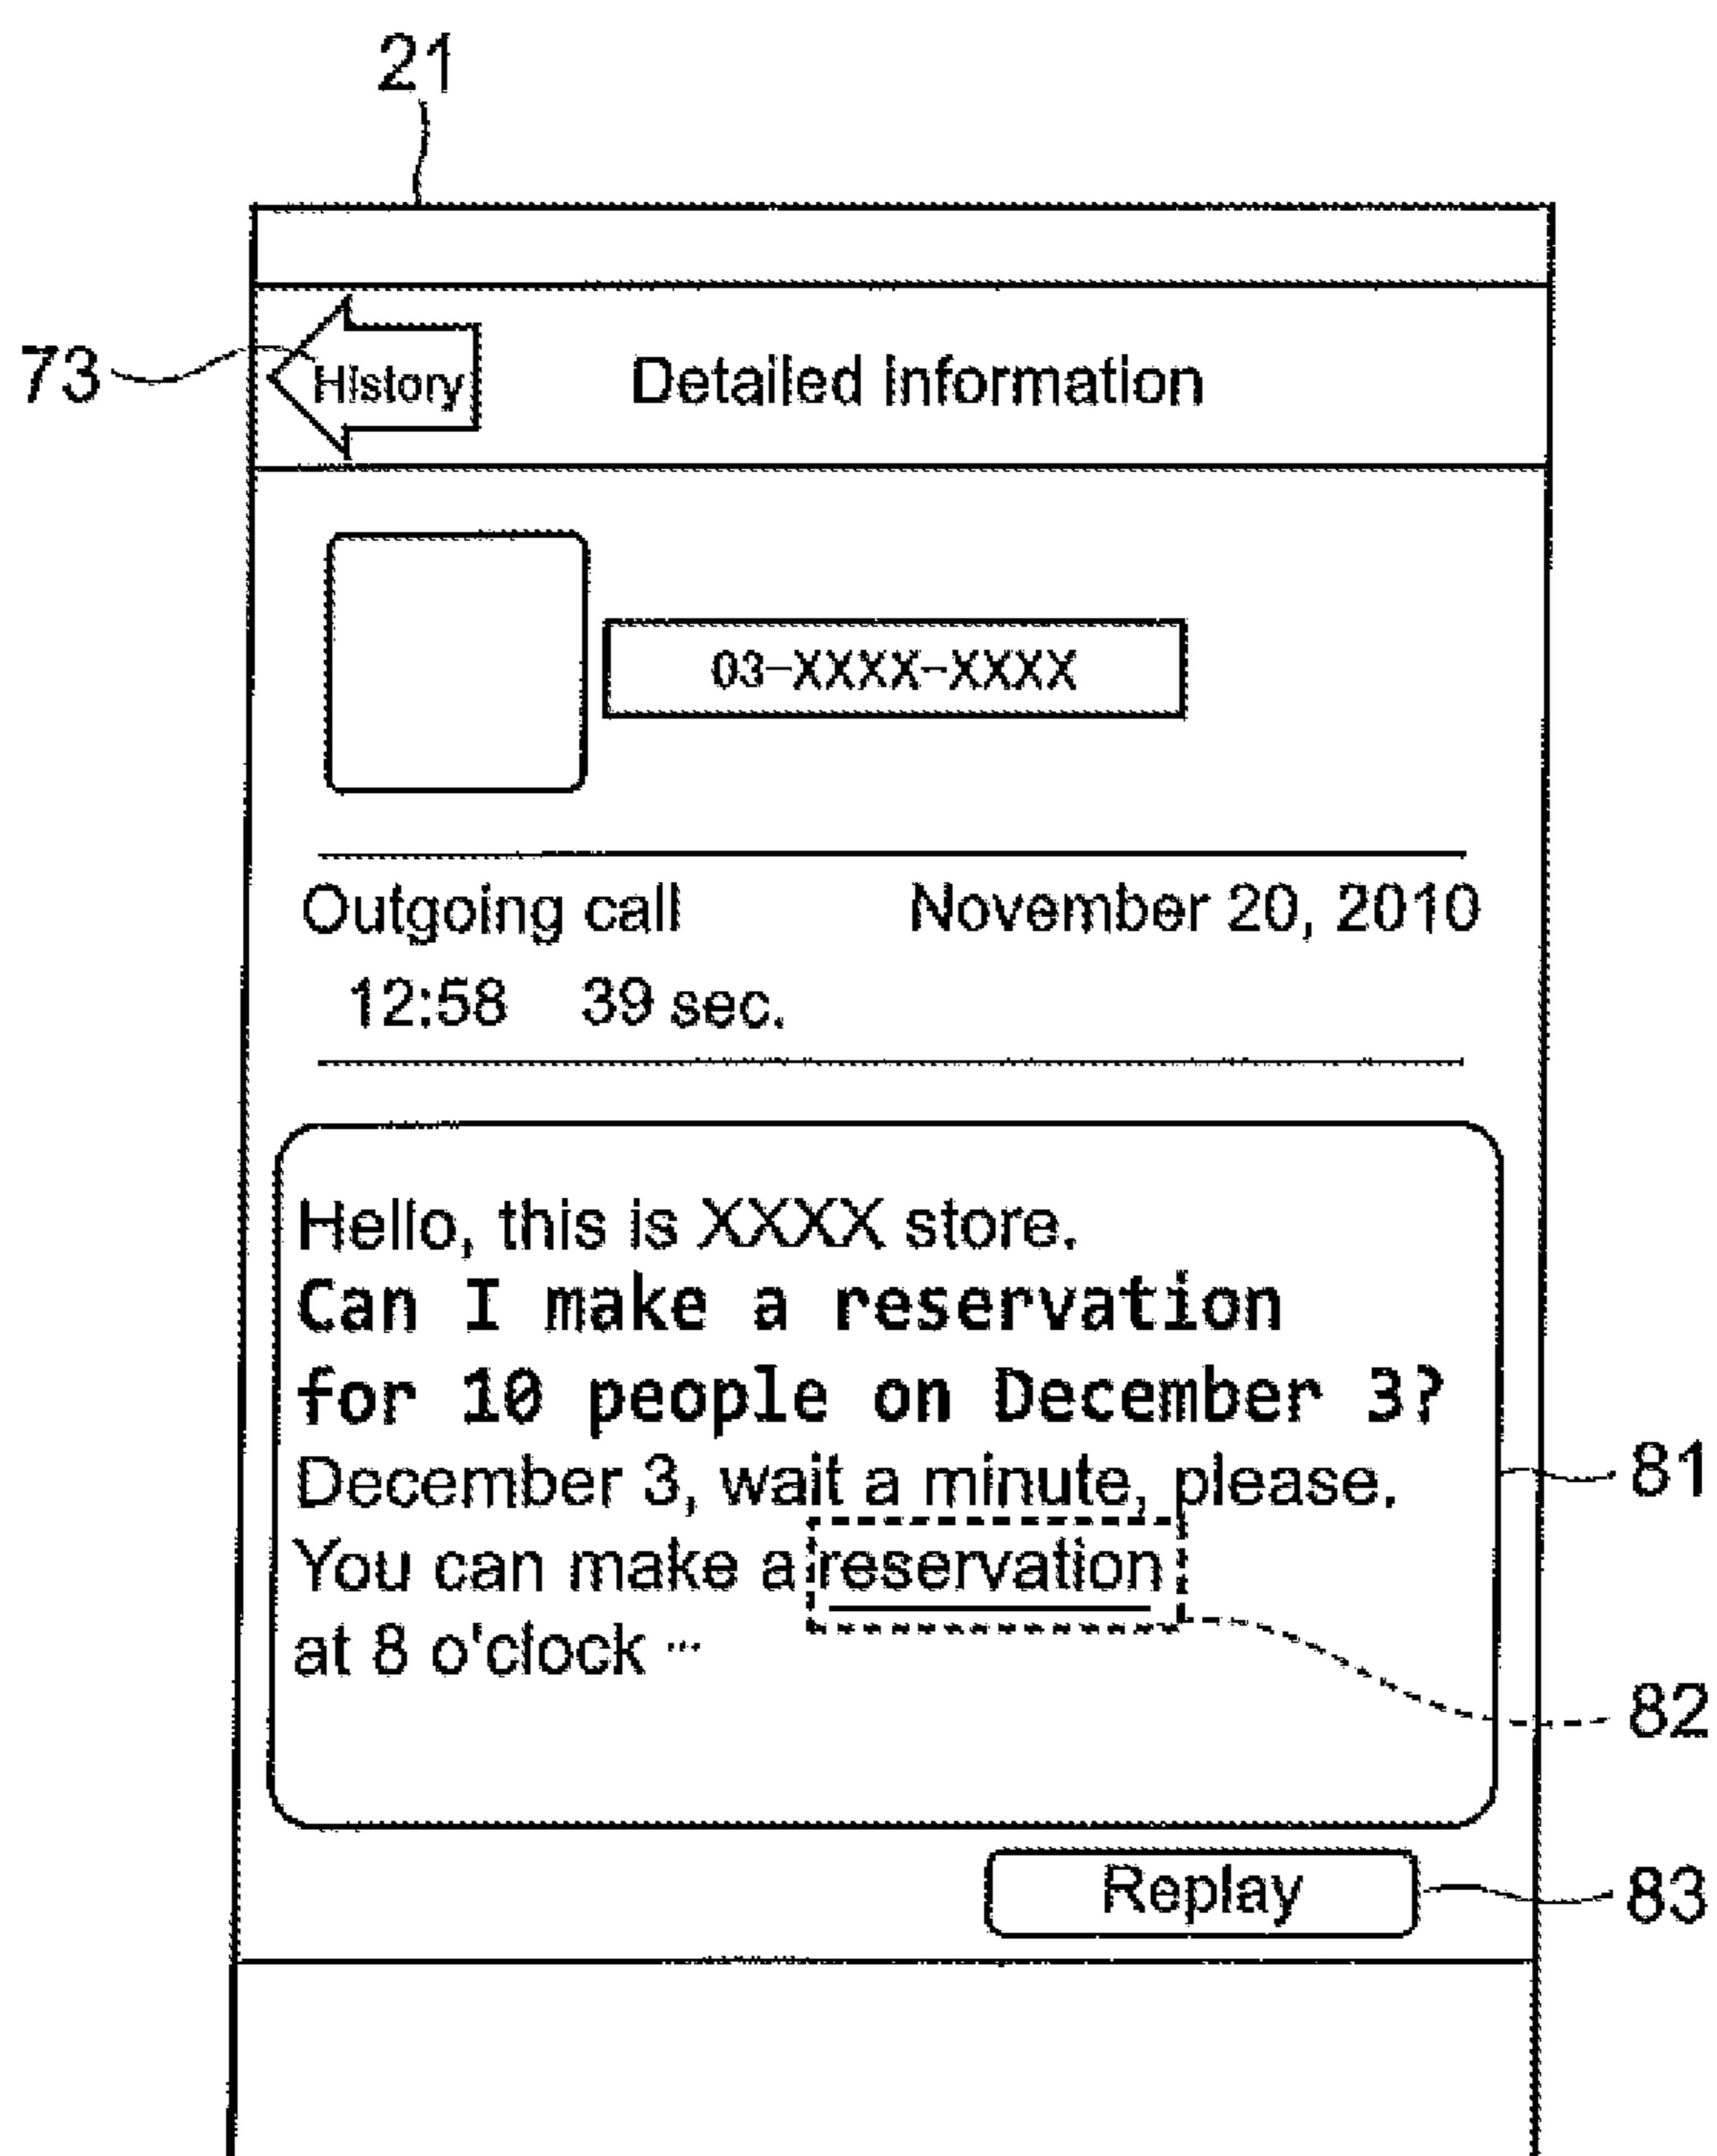 21
73
History
Detailed information
03-XXXX-XXXX
Outgoing call November 20, 2010
12:58 39 sec.
Hello, this is XXXX store.
Can I make a reservation
for 10 people on December 3?
December 3, wait a minute, please.
81
You can make a reservation
at 8 o'clock ...
82
Replay
83